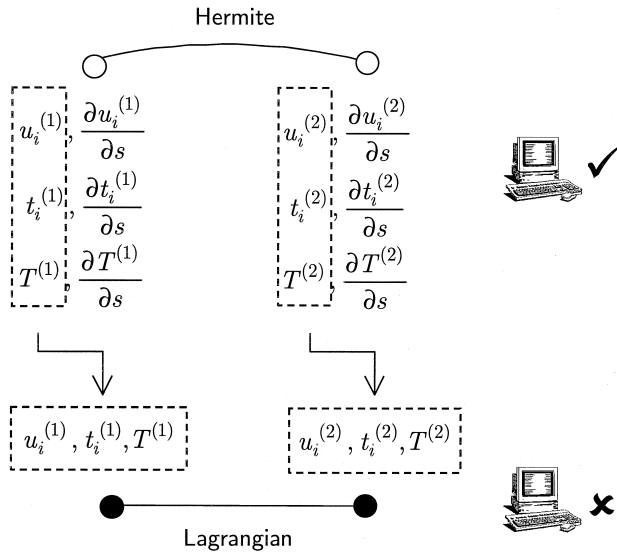 Hermite
u_i^(1), ∂u_i^(1)/∂s u_i^(2), ∂u_i^(2)/∂s
t_i^(1), ∂t_i^(1)/∂s t_i^(2), ∂t_i^(2)/∂s
T^(1), ∂T^(1)/∂s T^(2), ∂T^(2)/∂s
u_i^(1), t_i^(1), T^(1) u_i^(2), t_i^(2), T^(2)
Lagrangian